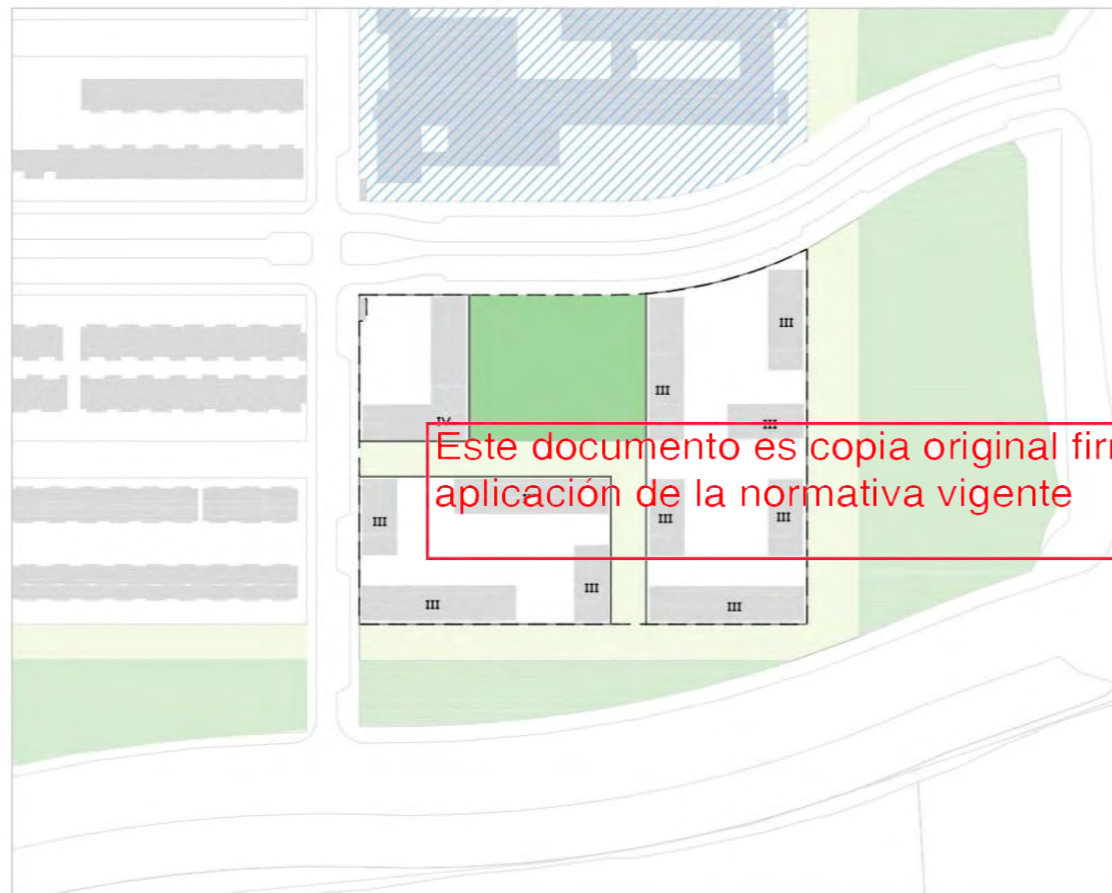 III
III
III
IV
Este documento es copia original fir
aplicación de la normativa vigente
III
III
III
III
III
III